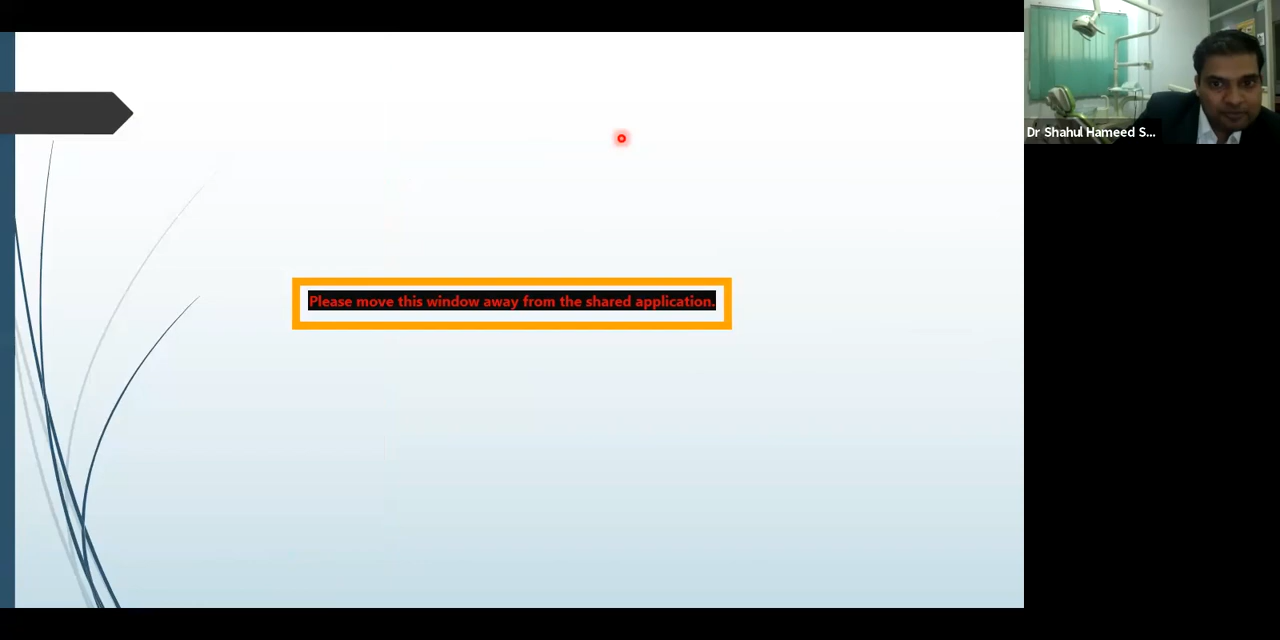 Please move this window away from the shared application.
Dr Shahul Hameed S...